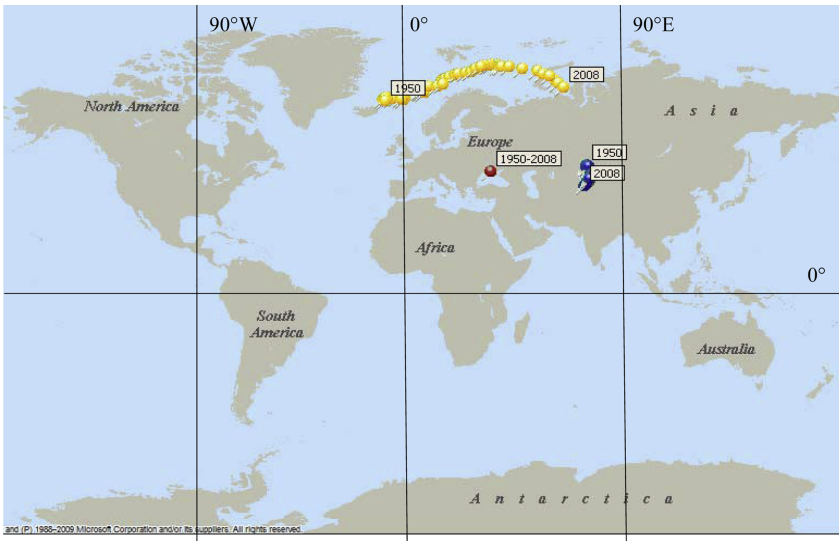 90°W
0°
90°E
1950
2008
North America
Asia
Europe
1950
1950-2008
2008
Africa
0°
South
America
Australia
Antarctica
and (P) 1988–2009 Microsoft Corporation and/or its suppliers. All rights reserved.